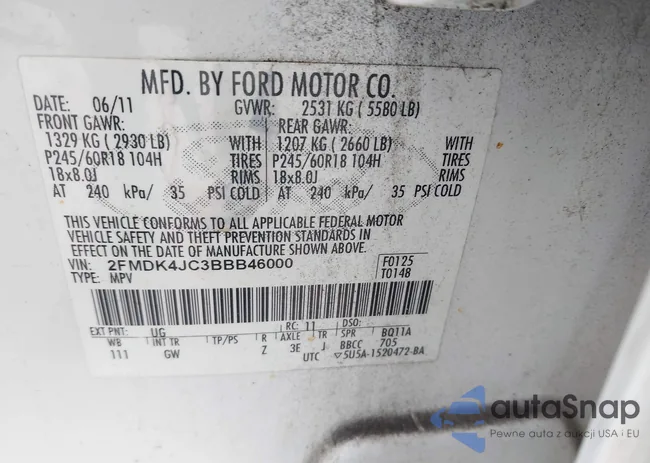 MFD. BY FORD MOTOR CO.
DATE: 06/11 GVWR: 2531 KG ( 5580 LB)
FRONT GAWR: REAR GAWR:
1329 KG ( 2930 LB) WITH 1207 KG ( 2660 LB) WITH
P245/60R18 104H TIRES P245/60R18 104H TIRES
18x8.0J RIMS 18x8.0J RIMS
AT 240 kPa/ 35 PSI COLD AT 240 kPa/ 35 PSI COLD
THIS VEHICLE CONFORMS TO ALL APPLICABLE FEDERAL MOTOR
VEHICLE SAFETY AND THEFT PREVENTION STANDARDS IN
EFFECT ON THE DATE OF MANUFACTURE SHOWN ABOVE.
VIN: 2FMDK4JC3BBB46000 F0125
TYPE: MPV T0148
EXT PNT: UG RC: 11 DSO:
WB INT TR TP/PS R AXLE TR SPR BQ11A
111 GW Z 3E J BBCC 705
UTC ▽5U5A-1520472-BA
autoSnap
Pewne auta z aukcji USA i EU